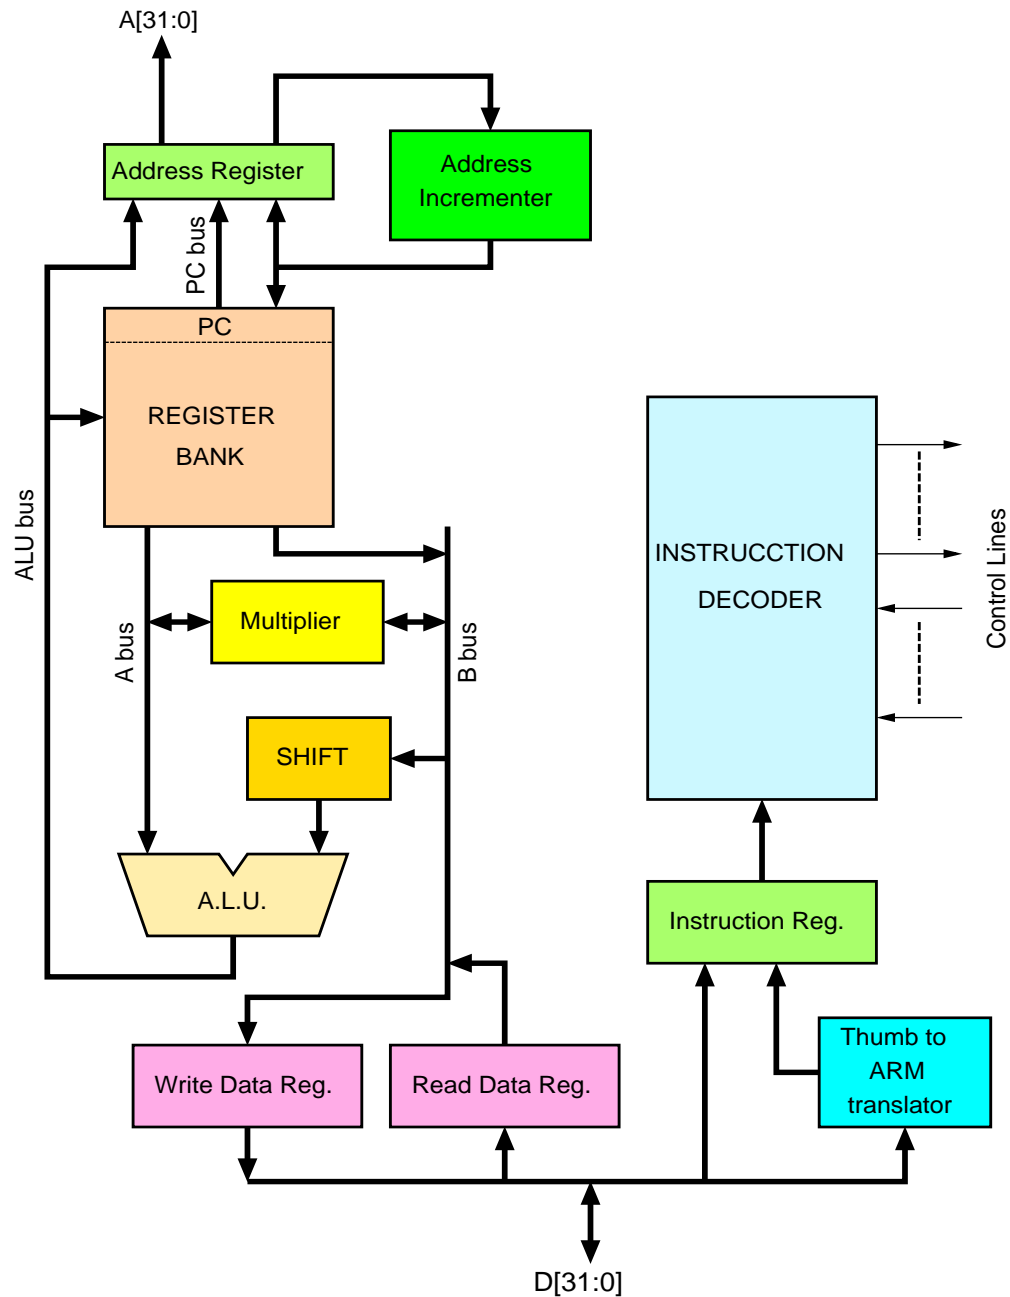 A[31:0]
Address Register
Address
Incrementer
PC bus
PC
REGISTER
BANK
ALU bus
A bus
Multiplier
B bus
SHIFT
A.L.U.
Write Data Reg.
Read Data Reg.
INSTRUCCTION
DECODER
Control Lines
Instruction Reg.
Thumb to
ARM
translator
D[31:0]